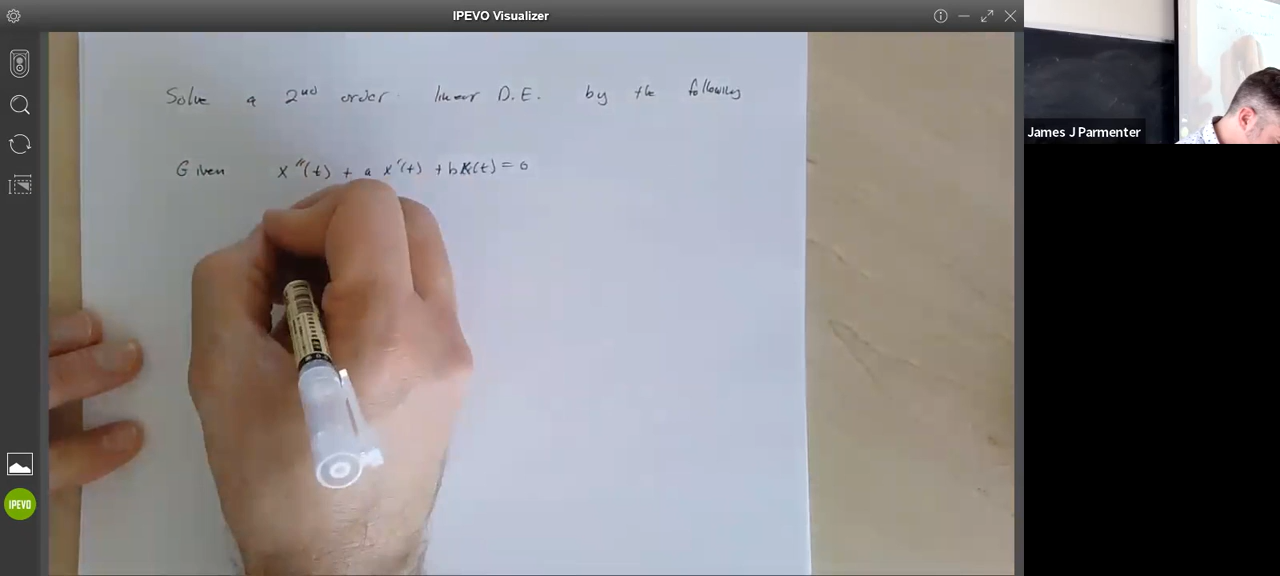 IPEVO Visualizer
Solve a 2nd order linear D.E. by the following
Given x''(t) + a x'(t) + bx(t) = 0
James J Parmenter
IPEVO